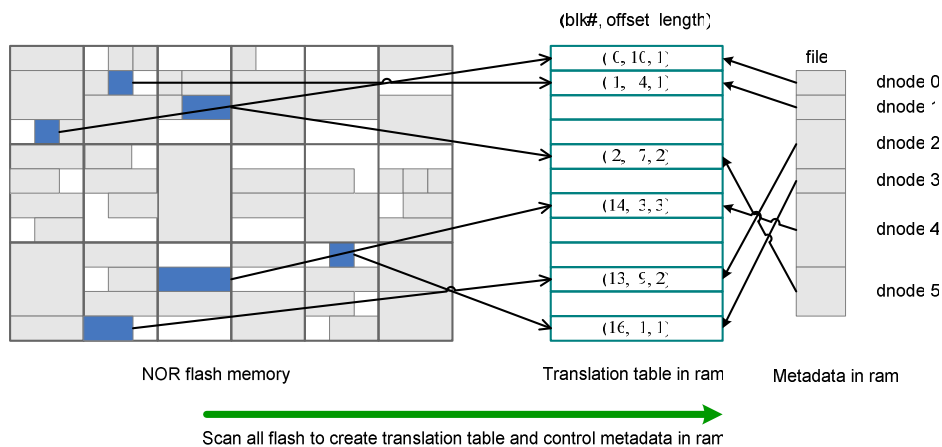 (blk#, offset length)
file
(0, 10, 1)
dnode 0
(1, 4, 1)
dnode 1
dnode 2
(2, 7, 2)
dnode 3
(14, 3, 3)
dnode 4
(13, 9, 2)
dnode 5
(16, 1, 1)
NOR flash memory
Translation table in ram
Metadata in ram
Scan all flash to create translation table and control metadata in ram